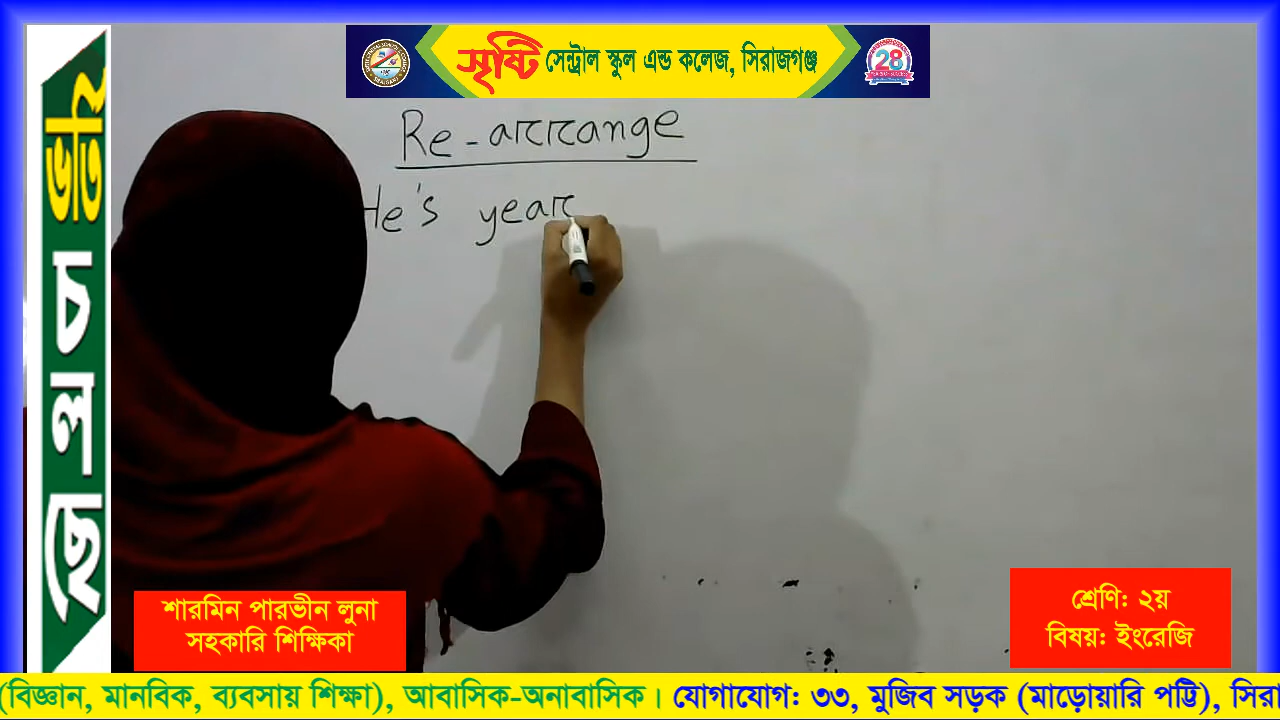 সৃষ্টি সেন্ট্রাল স্কুল এন্ড কলেজ, সিরাজগঞ্জ
28
ভর্তি চলছে
Re-arrange
He's year
শারমিন পারভীন লুনা
সহকারি শিক্ষিকা
শ্রেণি: ২য়
বিষয়: ইংরেজি
(বিজ্ঞান, মানবিক, ব্যবসায় শিক্ষা), আবাসিক-অনাবাসিক। যোগাযোগ: ৩৩, মুজিব সড়ক (মাড়োয়ারি পট্টি), সিরা